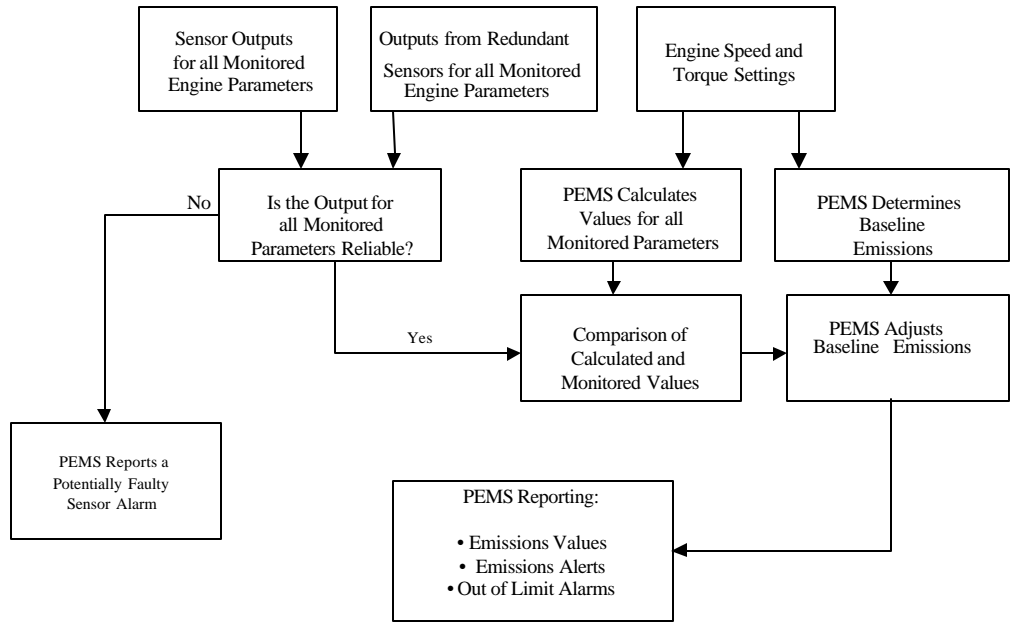 Sensor Outputs
for all Monitored
Engine Parameters
Outputs from Redundant
Sensors for all Monitored
Engine Parameters
Engine Speed and
Torque Settings
No
Is the Output for
all Monitored
Parameters Reliable?
PEMS Calculates
Values for all
Monitored Parameters
PEMS Determines
Baseline
Emissions
Yes
Comparison of
Calculated and
Monitored Values
PEMS Adjusts
Baseline Emissions
PEMS Reports a
Potentially Faulty
Sensor Alarm
PEMS Reporting:
• Emissions Values
• Emissions Alerts
• Out of Limit Alarms